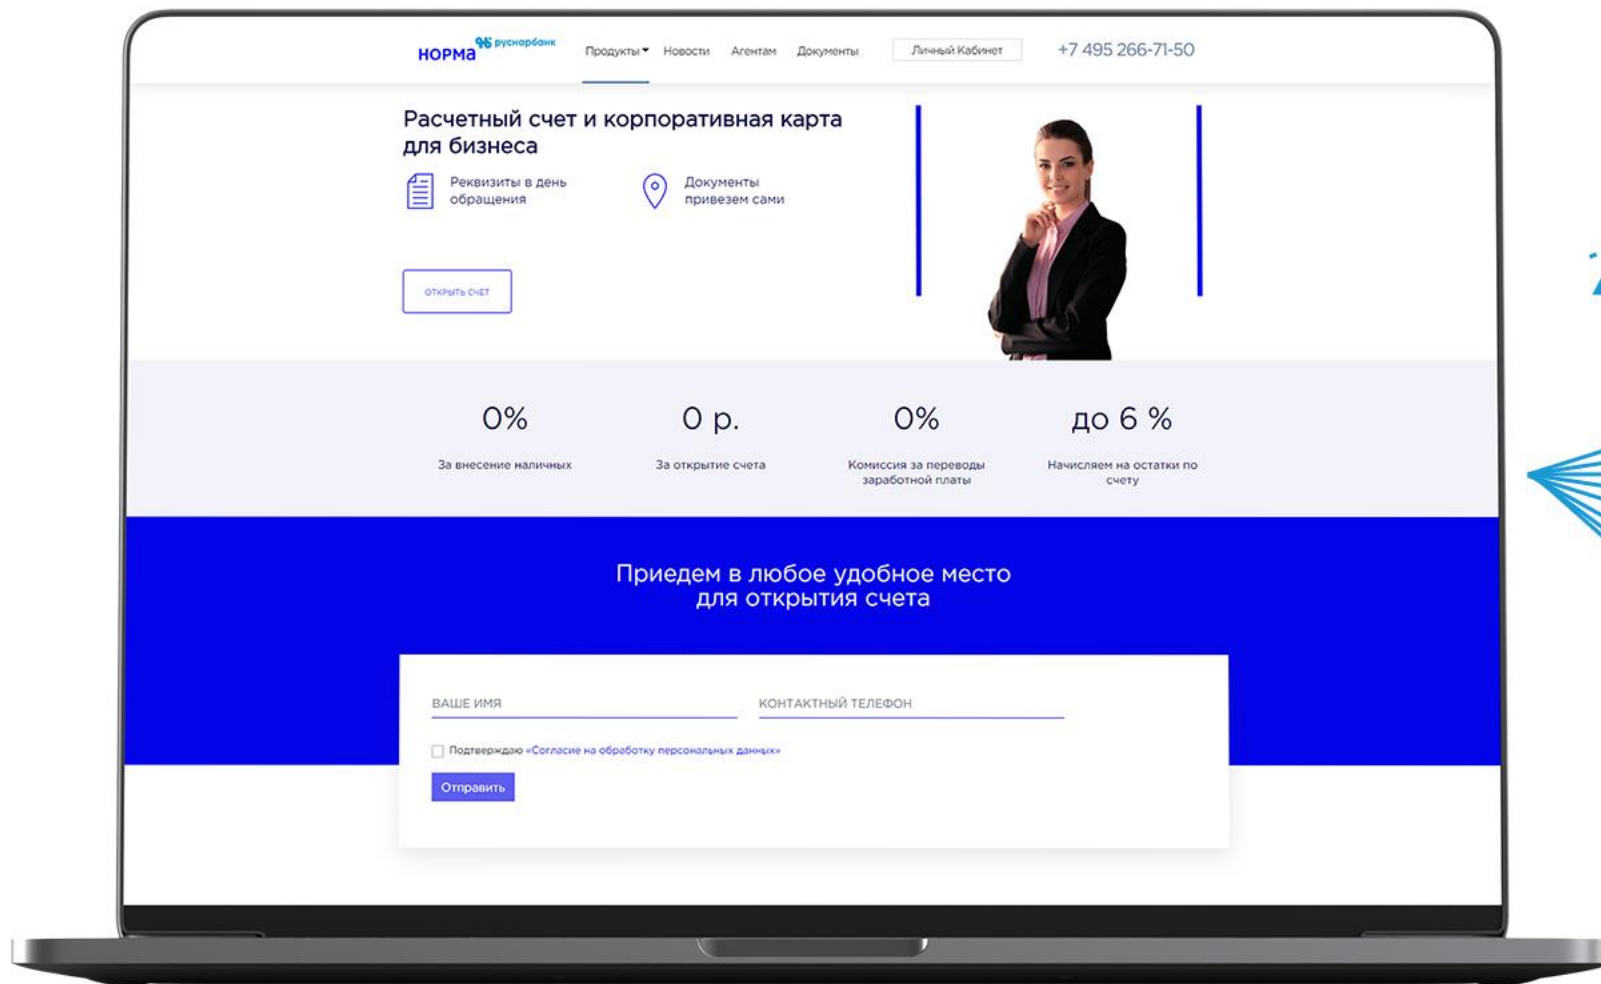 норма руснарбанк
Продукты Новости Агентам Документы Личный Кабинет +7 495 266-71-50
Расчетный счет и корпоративная карта
для бизнеса
Реквизиты в день
обращения
Документы
привезем сами
ОТКРЫТЬ СЧЕТ
0%
За внесение наличных
0 р.
За открытие счета
0%
Комиссия за переводы
заработной платы
до 6 %
Начисляем на остатки по
счету
Приедем в любое удобное место
для открытия счета
ВАШЕ ИМЯ
КОНТАКТНЫЙ ТЕЛЕФОН
Подтверждаю «Согласие на обработку персональных данных»
Отправить